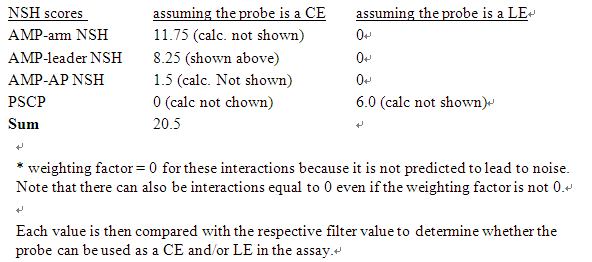 NSH scores assuming the probe is a CE assuming the probe is a LE
AMP-arm NSH 11.75 (calc. not shown) 0
AMP-leader NSH 8.25 (shown above) 0
AMP-AP NSH 1.5 (calc. Not shown) 0
PSCP 0 (calc not chown) 6.0 (calc not shown)
Sum 20.5
* weighting factor = 0 for these interactions because it is not predicted to lead to noise.
Note that there can also be interactions equal to 0 even if the weighting factor is not 0.
Each value is then compared with the respective filter value to determine whether the
probe can be used as a CE and/or LE in the assay.